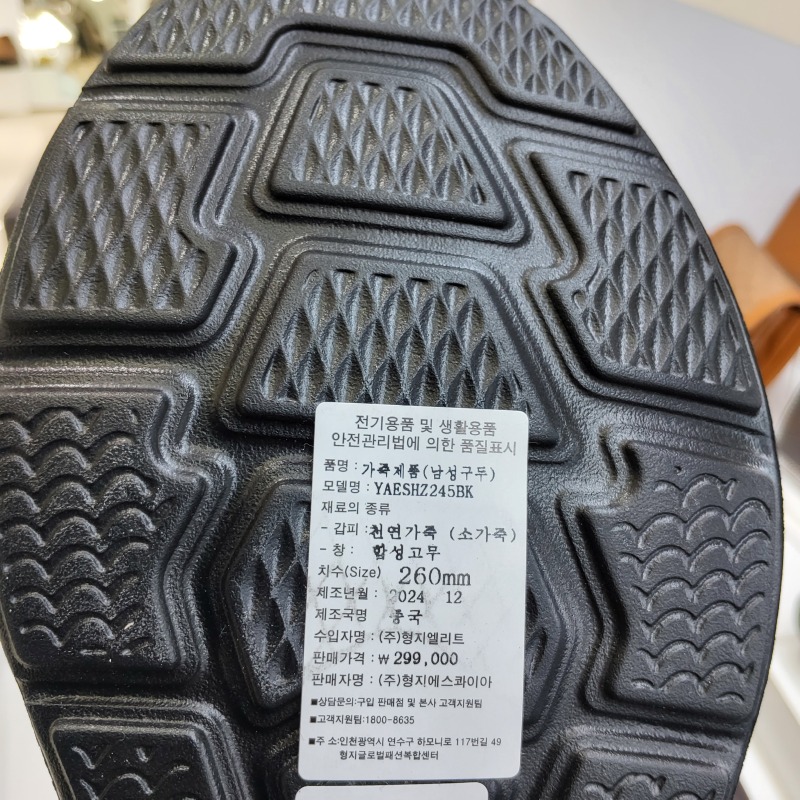 전기용품 및 생활용품
안전관리법에 의한 품질표시
품명 : 가죽제품(남성구두)
모델명 : YAESHZ245BK
재료의 종류
- 갑피 : 천연가죽 (소가죽)
- 창 : 합성고무
치수(Size) 260mm
제조년월 : 2024 12
제조국명 중국
수입자명 : (주)형지엘리트
판매가격 : ₩ 299,000
판매자명 : (주)형지에스콰이아
■상담문의:구입 판매점 및 본사 고객지원팀
■고객지원팀:1800-8635
■주 소:인천광역시 연수구 하모니로 117번길 49
형지글로벌패션복합센터